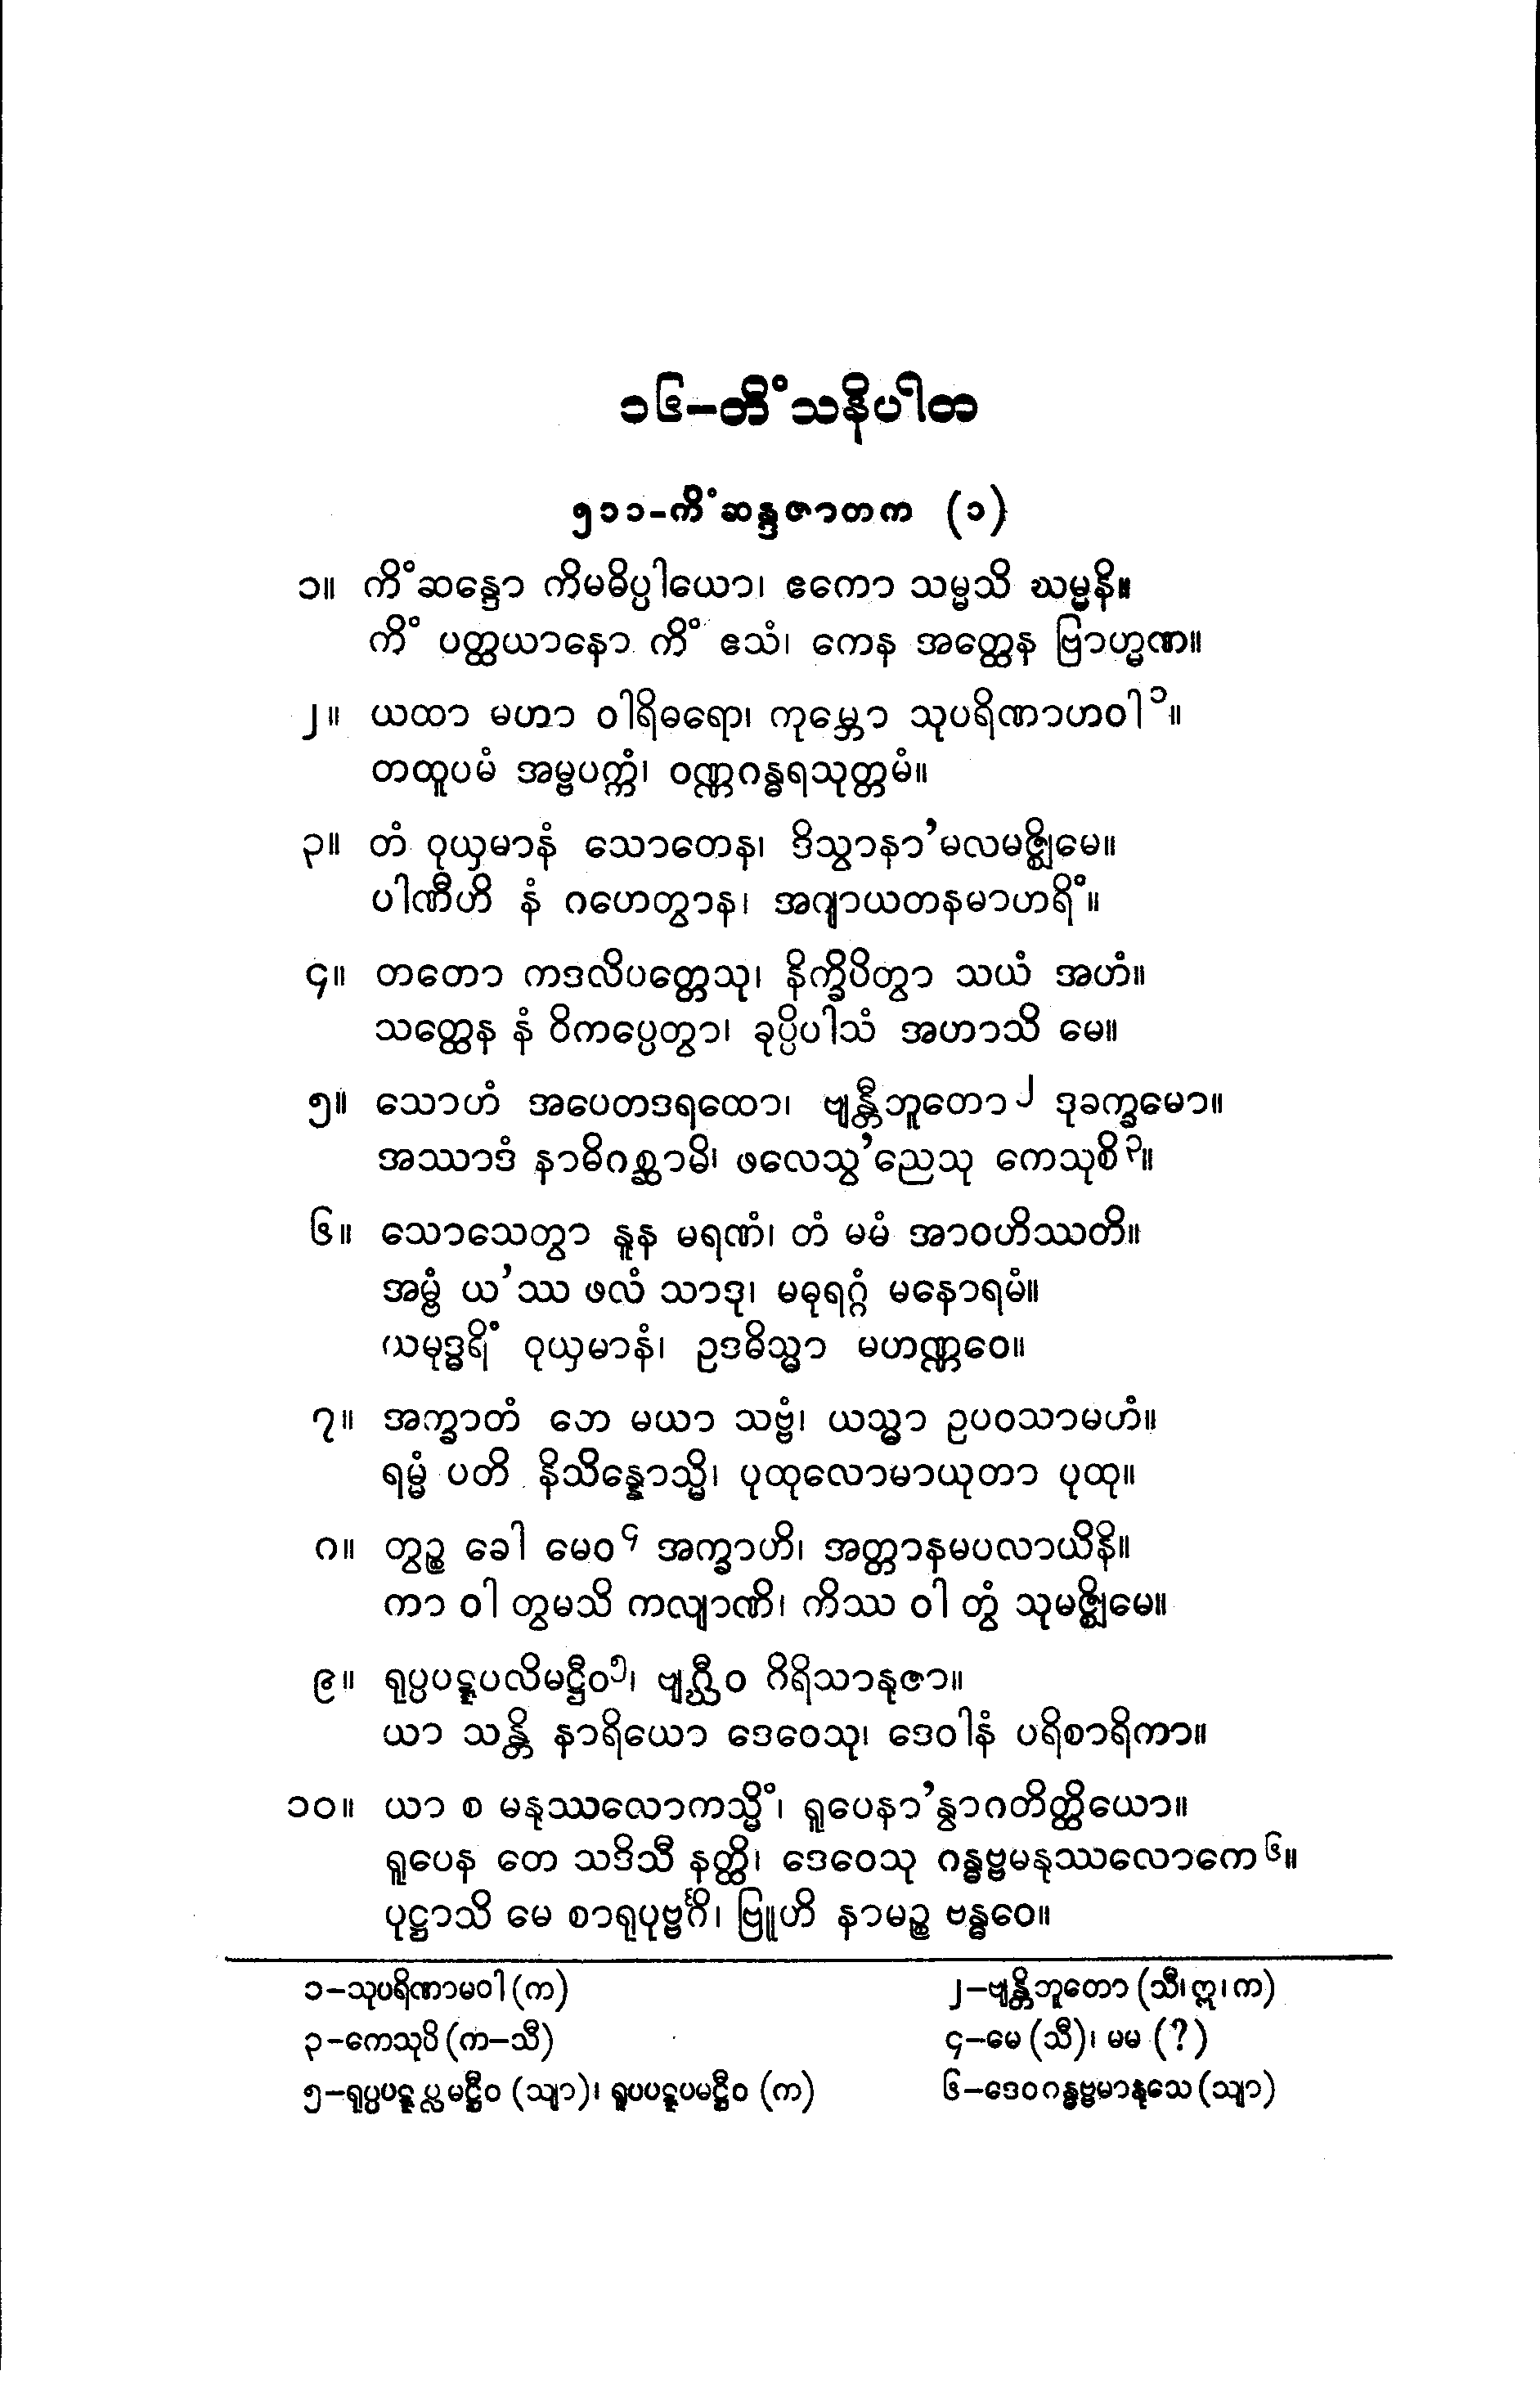 ၁၆-တိံသနိပါတ
၅၁၁-ကိံဆန္ဒဇာတက (၁)
၁။ ကိံဆန္ဒော ကိမဓိပ္ပါယော၊ ဧကော သမ္မသိ ဃမ္မနိ။
ကိံ ပတ္ထယာနော ကိံ ဧသံ၊ ကေန အတ္ထေန ဗြာဟ္မဏ။
၂။ ယထာ မဟာ ဝါရိဓရော၊ ကုမ္ဘော သုပရိဏာဟဝါ၁။
တထူပမံ အမ္ဗပက္ကံ၊ ဝဏ္ဏဂန္ဓရသုတ္တမံ။
၃။ တံ ဝုယှမာနံ သောတေန၊ ဒိသွာနာ’မလမဇ္ဈိမေ။
ပါဏီဟိ နံ ဂဟေတွာန၊ အဂျာယတနမာဟရိံ။
၄။ တတော ကဒလိပတ္တေသု၊ နိက္ခိပိတွာ သယံ အဟံ။
သတ္ထေန နံ ဝိကပ္ပေတွာ၊ ခုပ္ပိပါသံ အဟာသိ မေ။
၅။ သောဟံ အပေတဒရထော၊ ဗျန္တီဘူတော၂ ဒုခက္ခမော။
အဿာဒံ နာဓိဂစ္ဆာမိ၊ ဖလေသွ’ညေသု ကေသုစိ၃။
၆။ သောသေတွာ နူန မရဏံ၊ တံ မမံ အာဝဟိဿတိ။
အမ္ဗံ ယ’ဿ ဖလံ သာဒု၊ မဓုရဂ္ဂံ မနောရမံ။
ယမုဒ္ဓရိံ ဝုယှမာနံ၊ ဥဒဓိသ္မာ မဟဏ္ဏဝေ။
၇။ အက္ခာတံ တေ မယာ သဗ္ဗံ၊ ယသ္မာ ဥပဝသာမဟံ။
ရမ္မံ ပတိ နိသိန္နောသ္မိ၊ ပုထုလောမာယုတာ ပုထု။
၈။ တွဉ္စ ခေါ မေဝ၄ အက္ခာဟိ၊ အတ္တာနမပလာယိနိ။
ကာ ဝါ တွမသိ ကလျာဏိ၊ ကိဿ ဝါ တွံ သုမဇ္ဈိမေ။
၉။ ရုပ္ပပဋ္ဋပလိမဋ္ဌီဝ၅၊ ဗျဂ္ဃီဝ ဂိရိသာနုဇာ။
ယာ သန္တိ နာရိယော ဒေဝေသု၊ ဒေဝါနံ ပရိစာရိကာ။
၁၀။ ယာ စ မနုဿလောကသ္မိံ၊ ရူပေနာ’နွာဂတိတ္ထိယော။
ရူပေန တေ သဒိသီ နတ္ထိ၊ ဒေဝေသု ဂန္ဓဗ္ဗမနုဿလောကေ၆။
ပုဋ္ဌာသိ မေ စာရုပုဗ္ဗင်္ဂိ၊ ဗြူဟိ နာမဉ္စ ဗန္ဓဝေ။
၁-သုပရိဏာမဝါ (က) ၂-ဗျန္တိဘူတော (သီ၊ ဣ၊ က)
၃-ကေသုပိ (က-သီ) ၄-မေ (သီ)၊ မမ (?)
၅-ရုပ္ပပဋ္ဋပ္လမဋ္ဌီဝ (သျာ)၊ ရူပပဋ္ဋပမဋ္ဌီဝ (က) ၆-ဒေဝဂန္ဓဗ္ဗမာနုသေ (သျာ)